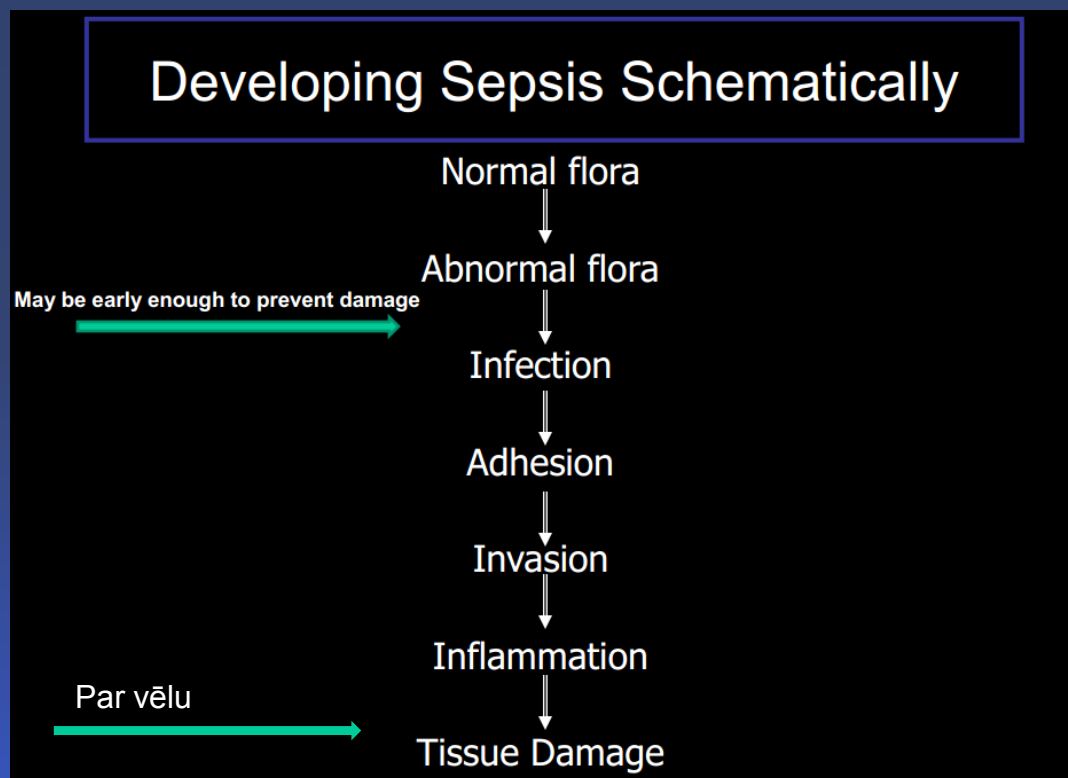 Developing Sepsis Schematically
Normal flora
Abnormal flora
May be early enough to prevent damage
Infection
Adhesion
Invasion
Inflammation
Par vēlu
Tissue Damage